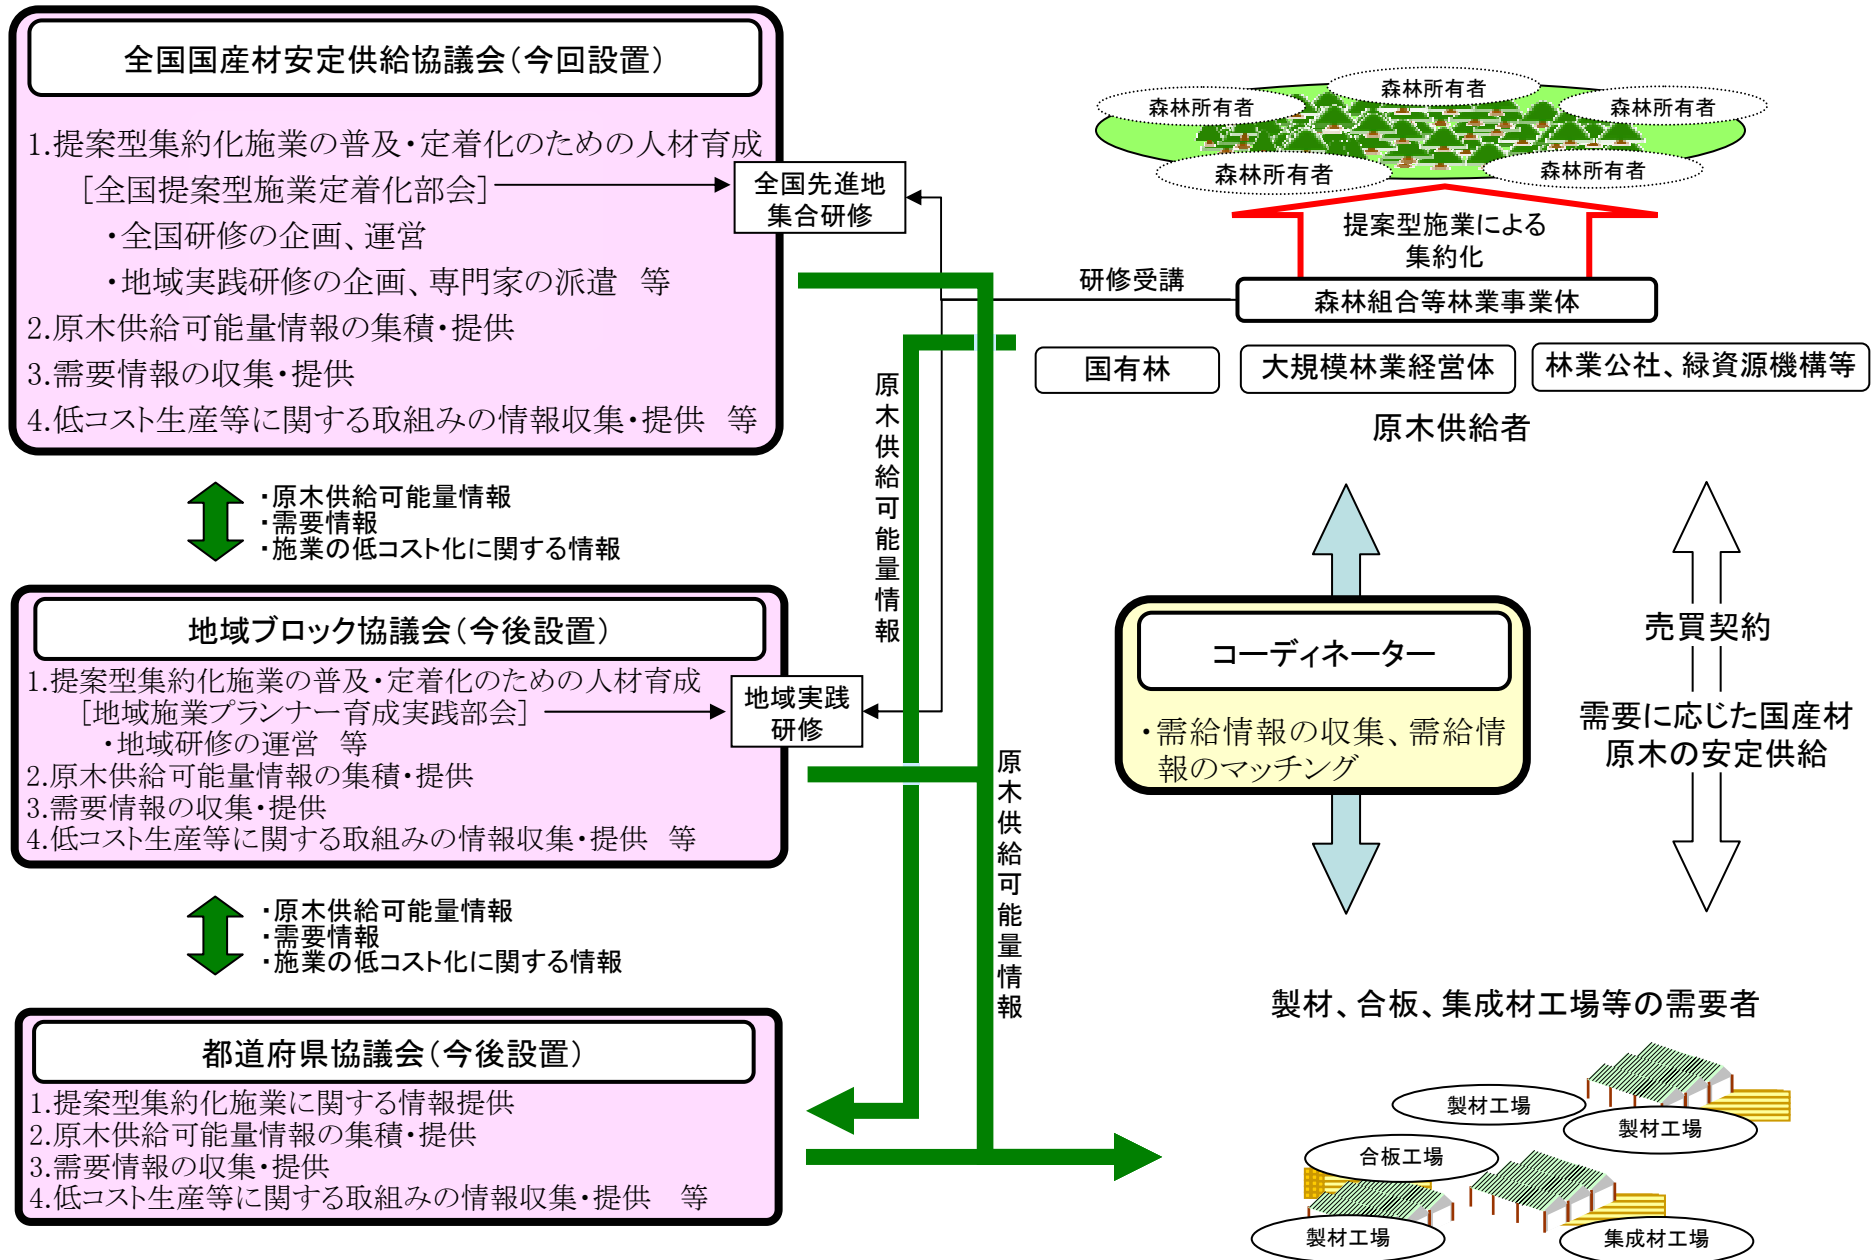 全国国産材安定供給協議会（今回設置）
1.提案型集約化施業の普及・定着化のための人材育成
［全国提案型施業定着化部会］
・全国研修の企画、運営
・地域実践研修の企画、専門家の派遣　等
2.原木供給可能量情報の集積・提供
3.需要情報の収集・提供
4.低コスト生産等に関する取組みの情報収集・提供　等
全国先進地
集合研修
・原木供給可能量情報
・需要情報
・施業の低コスト化に関する情報
地域ブロック協議会（今後設置）
1.提案型集約化施業の普及・定着化のための人材育成
［地域施業プランナー育成実践部会］
・地域研修の運営　等
2.原木供給可能量情報の集積・提供
3.需要情報の収集・提供
4.低コスト生産等に関する取組みの情報収集・提供　等
地域実践
研修
・原木供給可能量情報
・需要情報
・施業の低コスト化に関する情報
都道府県協議会（今後設置）
1.提案型集約化施業に関する情報提供
2.原木供給可能量情報の集積・提供
3.需要情報の収集・提供
4.低コスト生産等に関する取組みの情報収集・提供　等
原木供給可能量情報
原木供給可能量情報
研修受講
森林所有者
森林所有者
森林所有者
森林所有者
森林所有者
提案型施業による
集約化
森林組合等林業事業体
国有林
大規模林業経営体
林業公社、緑資源機構等
原木供給者
コーディネーター
・需給情報の収集、需給情
報のマッチング
売買契約
需要に応じた国産材
原木の安定供給
製材、合板、集成材工場等の需要者
製材工場
製材工場
合板工場
製材工場
集成材工場